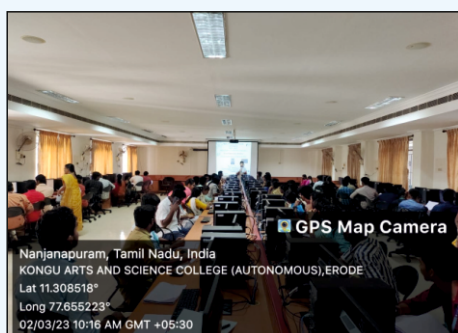 GPS Map Camera
Nanjanapuram, Tamil Nadu, India
KONGU ARTS AND SCIENCE COLLEGE (AUTONOMOUS),ERODE
Lat 11.308518°
Long 77.655223°
02/03/23 10:16 AM GMT +05:30